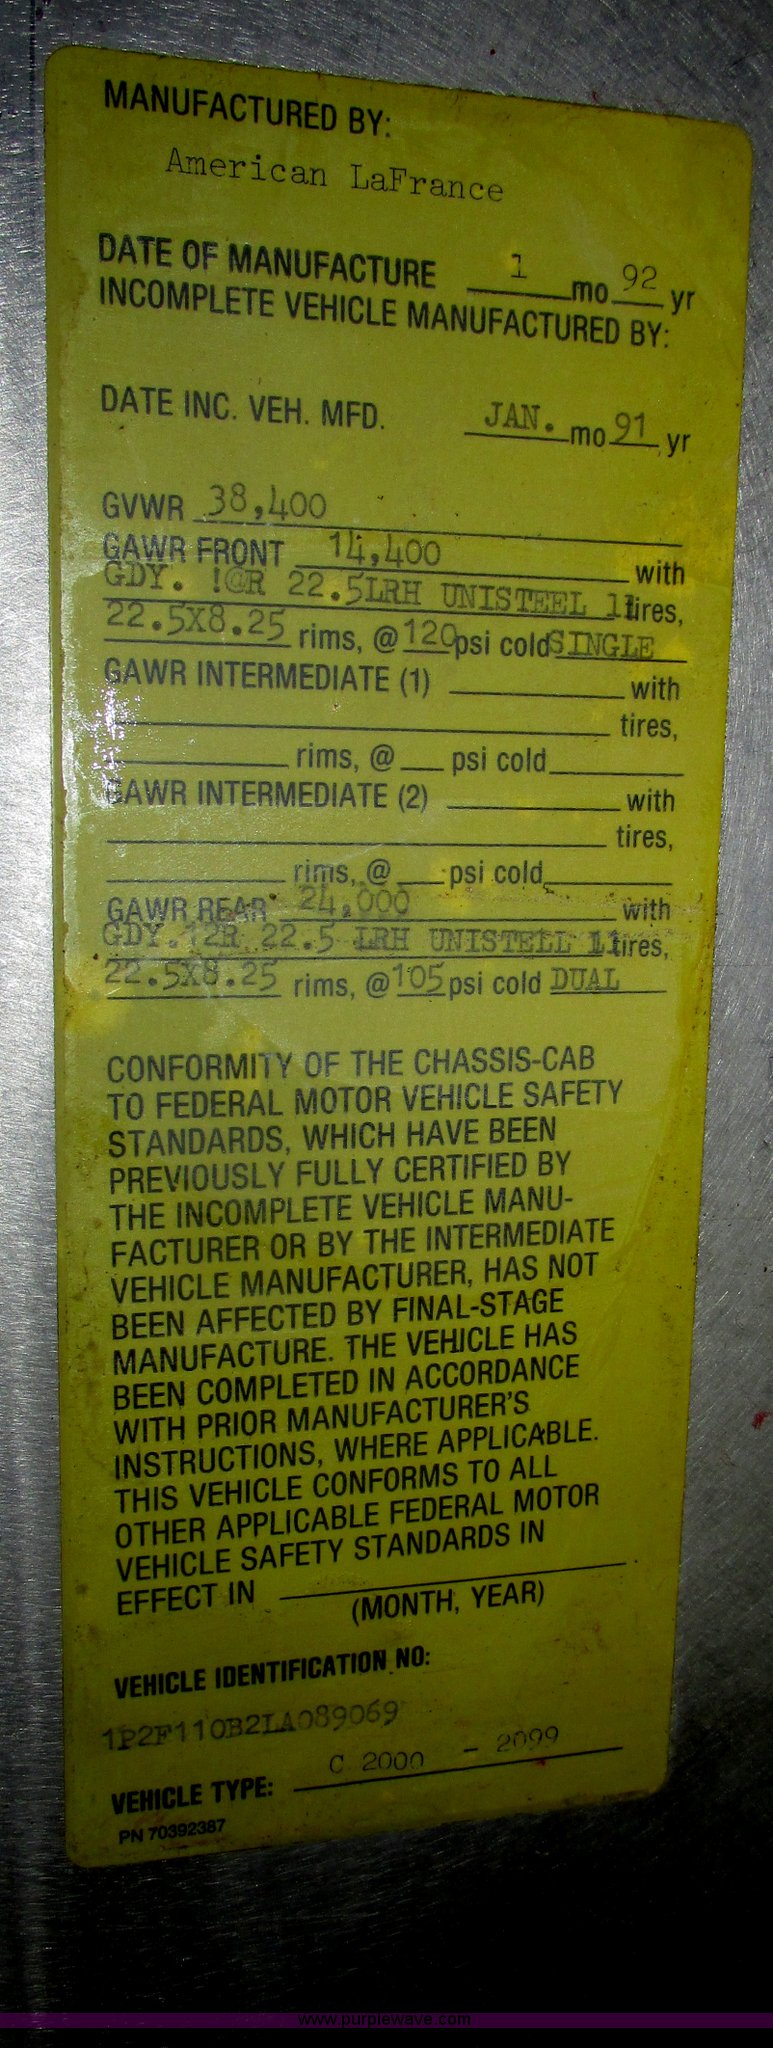 MANUFACTURED BY:
American LaFrance
DATE OF MANUFACTURE 1 mo 92 yr
INCOMPLETE VEHICLE MANUFACTURED BY:
DATE INC. VEH. MFD. JAN. mo 91 yr
GVWR 38,400
GAWR FRONT 14,400 with
GDY. !@R 22.5LRH UNISTEEL 11 tires,
22.5X8.25 rims, @ 120 psi cold SINGLE
GAWR INTERMEDIATE (1) with
tires,
rims, @ psi cold
GAWR INTERMEDIATE (2) with
tires,
rims, @ psi cold
GAWR REAR 24,000 with
GDY.12R 22.5 LRH UNISTELL 11 tires,
22.5X8.25 rims, @ 105 psi cold DUAL
CONFORMITY OF THE CHASSIS-CAB
TO FEDERAL MOTOR VEHICLE SAFETY
STANDARDS, WHICH HAVE BEEN
PREVIOUSLY FULLY CERTIFIED BY
THE INCOMPLETE VEHICLE MANU-
FACTURER OR BY THE INTERMEDIATE
VEHICLE MANUFACTURER, HAS NOT
BEEN AFFECTED BY FINAL-STAGE
MANUFACTURE. THE VEHICLE HAS
BEEN COMPLETED IN ACCORDANCE
WITH PRIOR MANUFACTURER'S
INSTRUCTIONS, WHERE APPLICABLE.
THIS VEHICLE CONFORMS TO ALL
OTHER APPLICABLE FEDERAL MOTOR
VEHICLE SAFETY STANDARDS IN
EFFECT IN
(MONTH, YEAR)
VEHICLE IDENTIFICATION NO:
1P2F110B2LA089069
VEHICLE TYPE: C 2000 - 2099
PN 70392387
www.purplewave.com